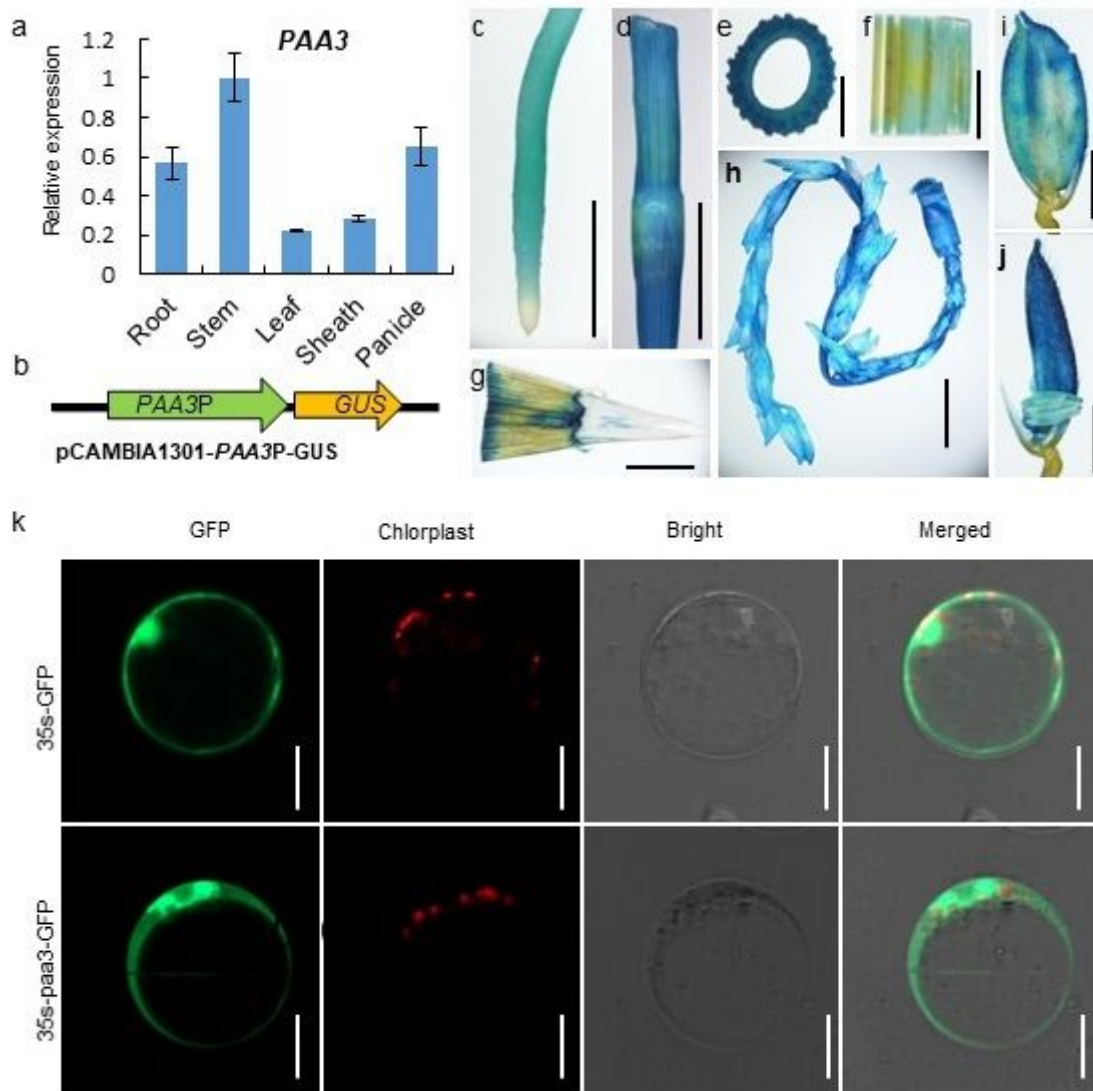 a
PAA3
Relative expression
1.2
1
0.8
0.6
0.4
0.2
0
Root
Stem
Leaf
Sheath
Panicle
b
PAA3P
GUS
pCAMBIA1301-PAA3P-GUS
c
d
e
f
g
h
i
j
k
GFP
Chlorplast
Bright
Merged
35s-GFP
35s-paa3-GFP